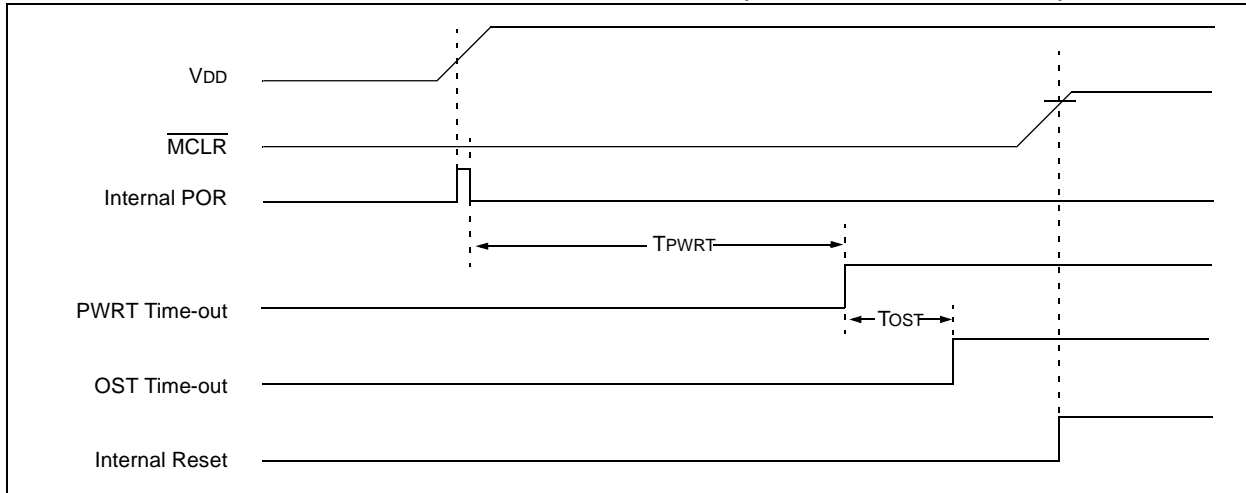 VDD
MCLR
Internal POR
TPWRT
PWRT Time-out
TOST
OST Time-out
Internal Reset